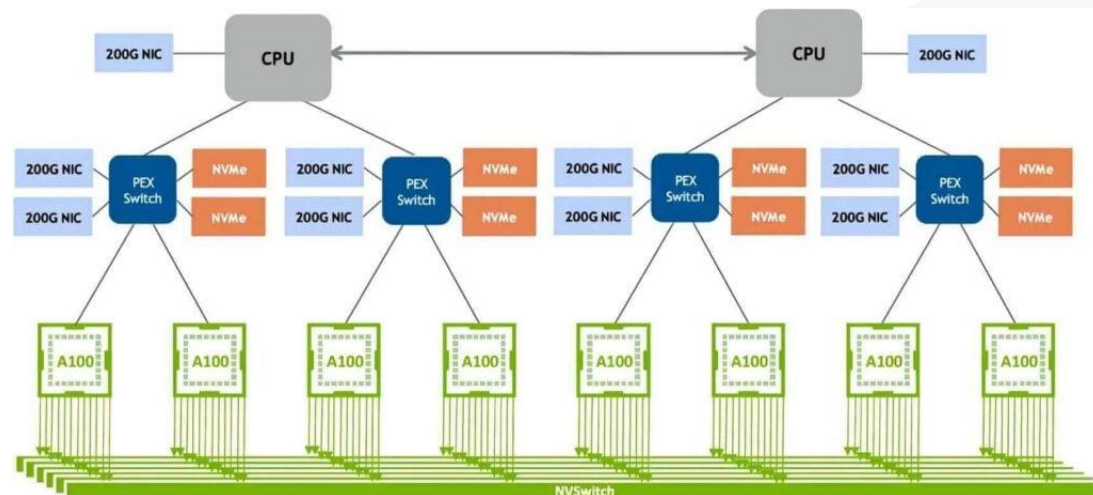 200G NIC
CPU
CPU
200G NIC
200G NIC
PEX
Switch
NVMe
200G NIC
NVMe
200G NIC
PEX
Switch
NVMe
200G NIC
NVMe
200G NIC
PEX
Switch
NVMe
200G NIC
NVMe
200G NIC
PEX
Switch
NVMe
200G NIC
NVMe
A100
A100
A100
A100
A100
A100
A100
A100
NVSwitch